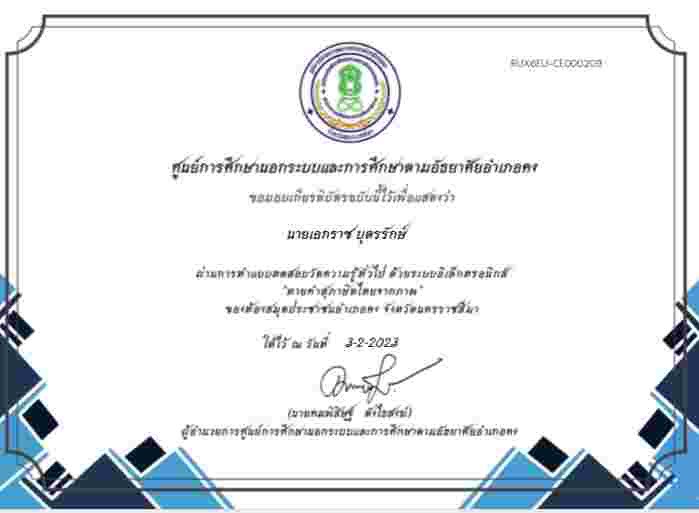 RUX6EU-CE000209
ศูนย์การศึกษานอกระบบและการศึกษาตามอัธยาศัยอำเภอคง
ขอมอบเกียรติบัตรฉบับนี้ไว้เพื่อแสดงว่า
นายเอกราช บุตรรักษ์
ผ่านการทำแบบทดสอบวัดความรู้ทั่วไป ด้วยระบบอิเล็กทรอนิกส์
"ทายคำสุภาษิตไทยจากภาพ"
ของห้องสมุดประชาชนอำเภอคง จังหวัดนครราชสีมา
ให้ไว้ ณ วันที่ 3-2-2023
(นายคมพิสิษฐ์
ผู้อำนวยการศูนย์การศึกษานอกระบบและการศึกษาตามอัธยาศัยอำเภอคง